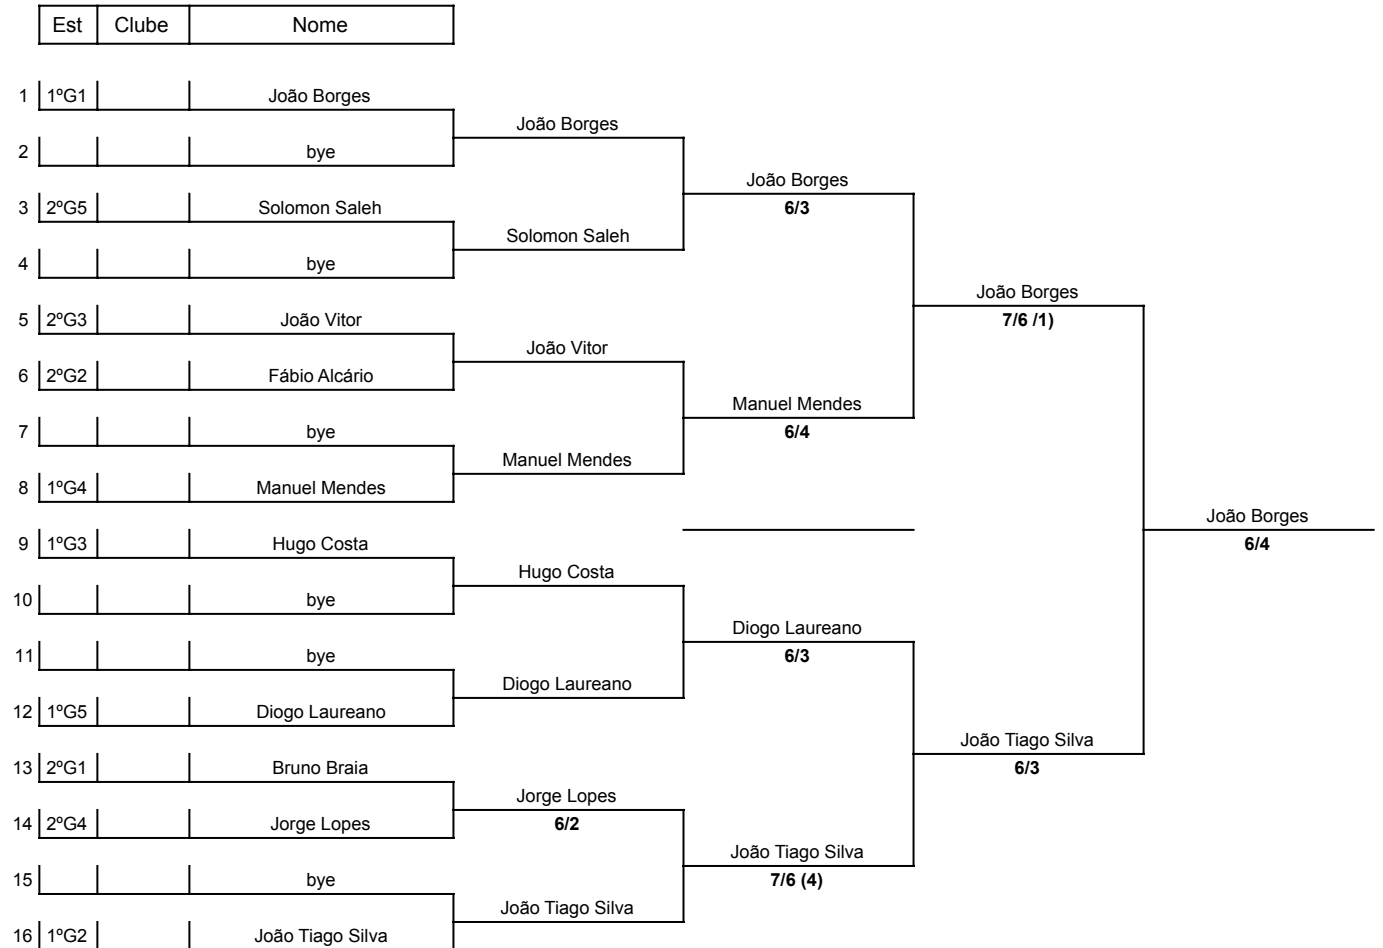 Est Clube Nome
1 1ºG1 João Borges
João Borges
2 bye
João Borges
3 2ºG5 Solomon Saleh
6/3
Solomon Saleh
4 bye
João Borges
5 2ºG3 João Vitor
7/6 /1)
João Vitor
6 2ºG2 Fábio Alcário
Manuel Mendes
7 bye
6/4
Manuel Mendes
8 1ºG4 Manuel Mendes
João Borges
9 1ºG3 Hugo Costa
6/4
Hugo Costa
10 bye
Diogo Laureano
11 bye
6/3
Diogo Laureano
12 1ºG5 Diogo Laureano
João Tiago Silva
13 2ºG1 Bruno Braia
6/3
Jorge Lopes
14 2ºG4 Jorge Lopes
6/2
João Tiago Silva
15 bye
7/6 (4)
João Tiago Silva
16 1ºG2 João Tiago Silva